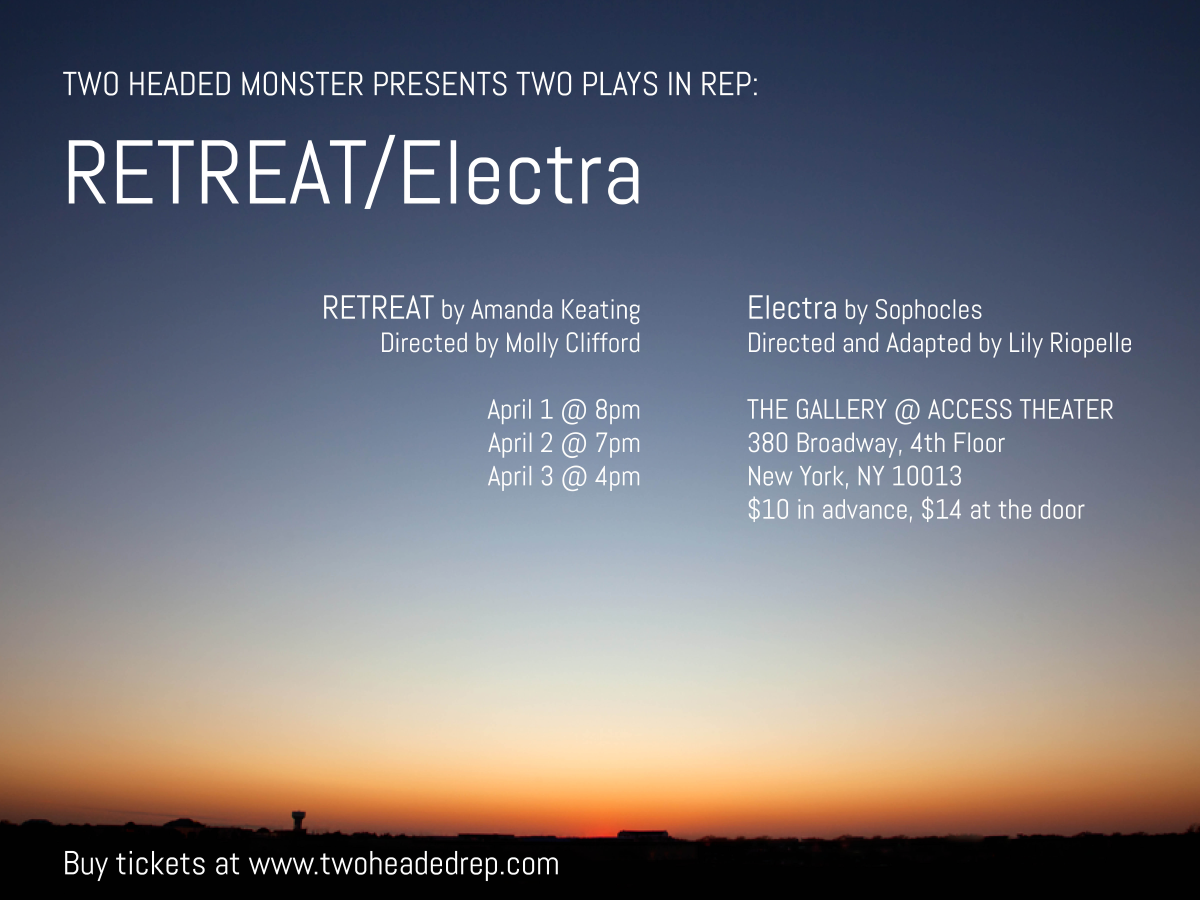 TWO HEADED MONSTER PRESENTS TWO PLAYS IN REP:
RETREAT/Electra
RETREAT by Amanda Keating
Directed by Molly Clifford
April 1 @ 8pm
April 2 @ 7pm
April 3 @ 4pm
Electra by Sophocles
Directed and Adapted by Lily Riopelle
THE GALLERY @ ACCESS THEATER
380 Broadway, 4th Floor
New York, NY 10013
$10 in advance, $14 at the door
Buy tickets at www.twoheadedrep.com